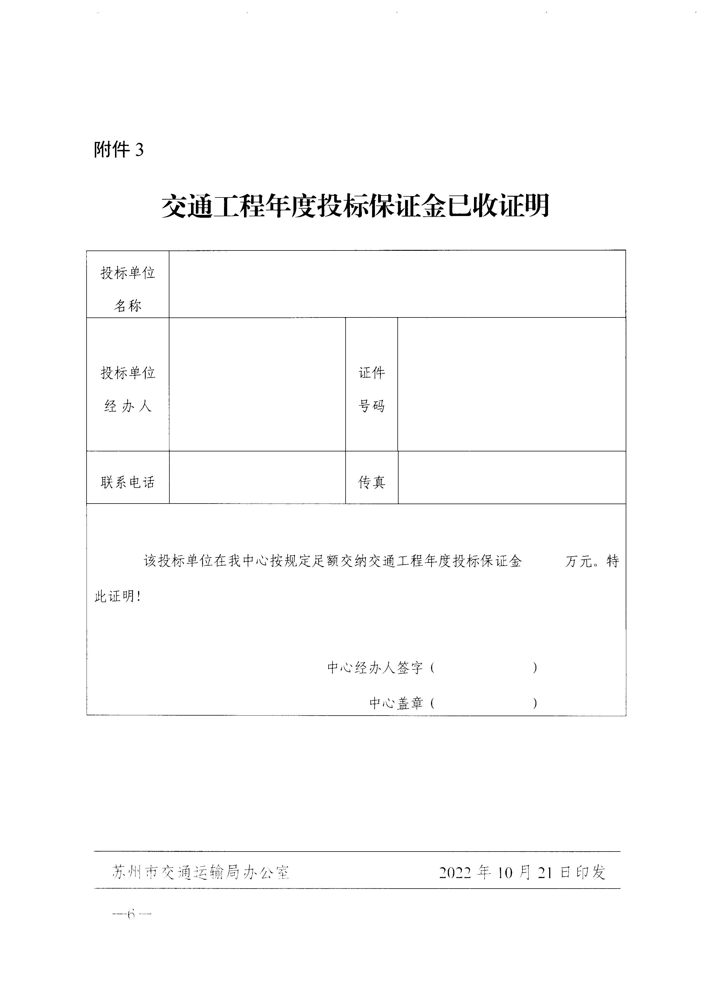 附件 3
交通工程年度投标保证金已收证明
投标单位
名称
投标单位
经办人
证件
号码
联系电话
传真
该投标单位在我中心按规定足额交纳交通工程年度投标保证金 万元。特
此证明！
中心经办人签字（ ）
中心盖章（ ）
苏州市交通运输局办公室 2022 年 10 月 21 日印发
—6—